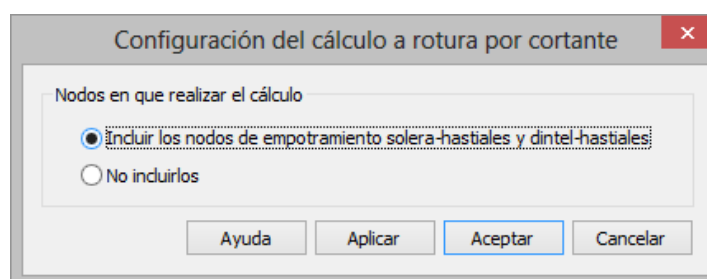 Configuración del cálculo a rotura por cortante
Nodos en que realizar el cálculo
Incluir los nodos de empotramiento solera-hastiales y dintel-hastiales
No incluirlos
Ayuda Aplicar Aceptar Cancelar